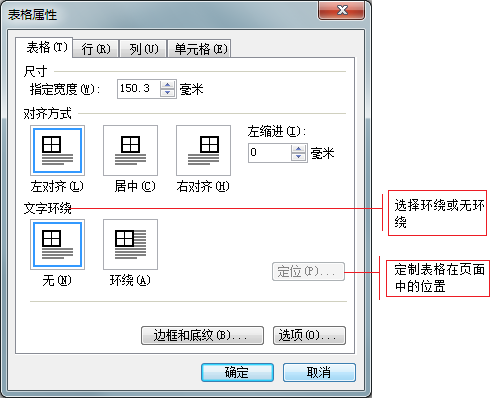 表格属性
表格(T) 行(R) 列(U) 单元格(E)
尺寸
指定宽度(W): 150.3 毫米
对齐方式
左缩进(I):
0 毫米
左对齐(L) 居中(C) 右对齐(H)
文字环绕
选择环绕或无环
绕
无(N) 环绕(A)
定位(P)...
定制表格在页面
中的位置
边框和底纹(B)... 选项(O)...
确定 取消